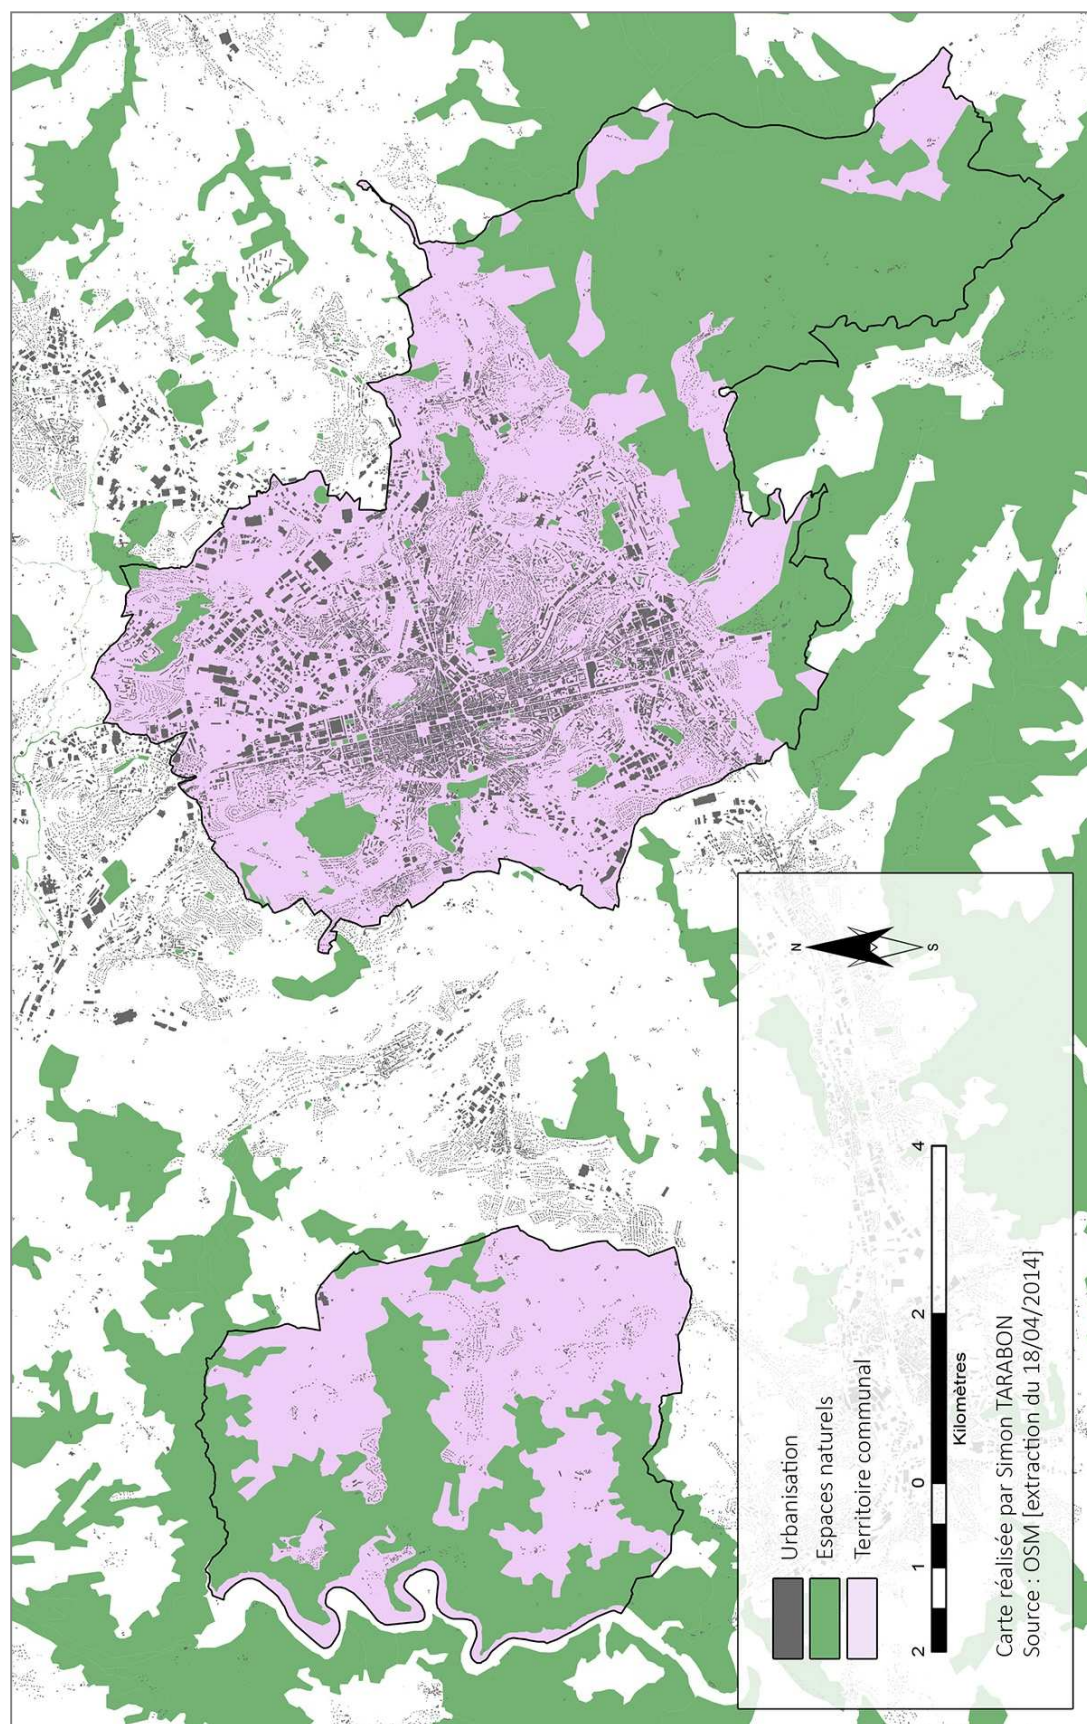 N
S
Urbanisation
Espaces naturels
Territoire communal
2 1 0 2 4
Kilomètres
Carte réalisée par Simon TARABON
Source : OSM [extraction du 18/04/2014]